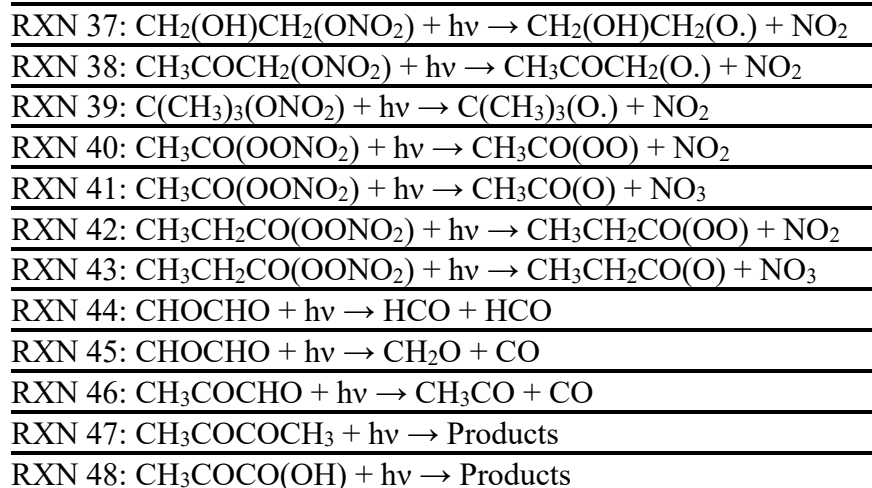 RXN 37: CH₂(OH)CH₂(ONO₂) + hν → CH₂(OH)CH₂(O.) + NO₂
RXN 38: CH₃COCH₂(ONO₂) + hν → CH₃COCH₂(O.) + NO₂
RXN 39: C(CH₃)₃(ONO₂) + hν → C(CH₃)₃(O.) + NO₂
RXN 40: CH₃CO(OONO₂) + hν → CH₃CO(OO) + NO₂
RXN 41: CH₃CO(OONO₂) + hν → CH₃CO(O) + NO₃
RXN 42: CH₃CH₂CO(OONO₂) + hν → CH₃CH₂CO(OO) + NO₂
RXN 43: CH₃CH₂CO(OONO₂) + hν → CH₃CH₂CO(O) + NO₃
RXN 44: CHOCHO + hν → HCO + HCO
RXN 45: CHOCHO + hν → CH₂O + CO
RXN 46: CH₃COCHO + hν → CH₃CO + CO
RXN 47: CH₃COCOCH₃ + hν → Products
RXN 48: CH₃COCO(OH) + hν → Products